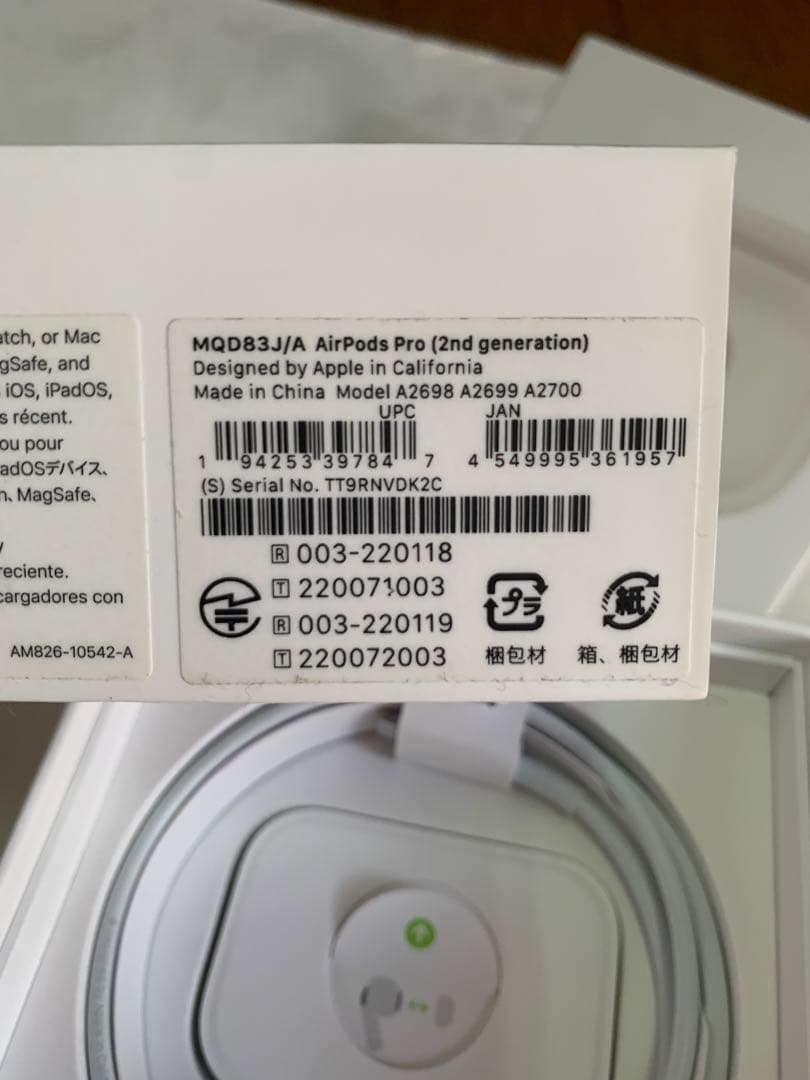 atch, or Mac
gSafe, and
iOS, iPadOS,
s récent.
ou pour
adOSデバイス、
n、MagSafe、
y
reciente.
cargadores con
AM826-10542-A
MQD83J/A AirPods Pro (2nd generation)
Designed by Apple in California
Made in China Model A2698 A2699 A2700
UPC JAN
1 94253 39784 7 4 549995 361957
(S) Serial No. TT9RNVDK2C
R 003-220118
T 220071003
R 003-220119
T 220072003
プラ
梱包材
紙
箱、梱包材